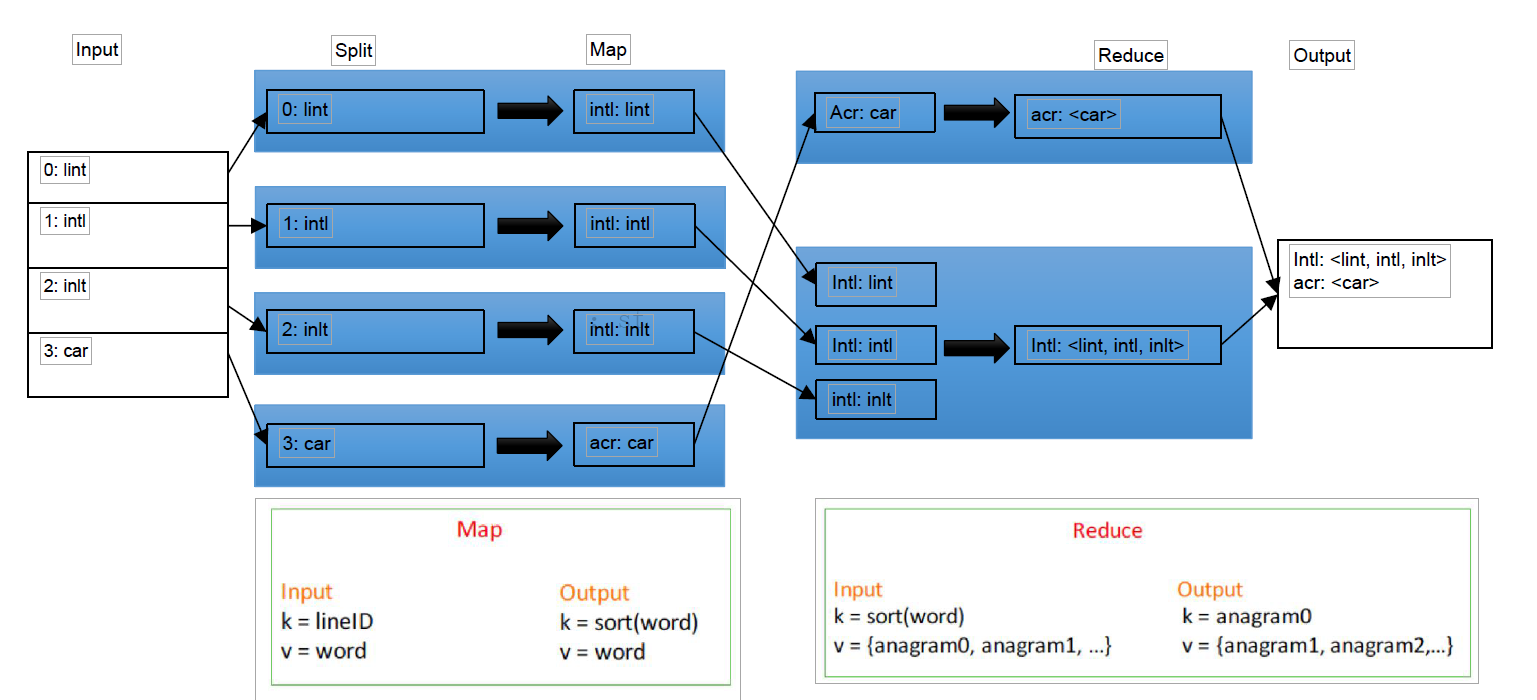 Input
Split
Map
Reduce
Output
0: lint
1: intl
2: inlt
3: car
0: lint
intl: lint
1: intl
intl: intl
2: inlt
intl: inlt
3: car
acr: car
Acr: car
acr: <car>
Intl: lint
Intl: intl
intl: inlt
Intl: <lint, intl, inlt>
Intl: <lint, intl, inlt>
acr: <car>
Map
Input
k = lineID
v = word
Output
k = sort(word)
v = word
Reduce
Input
k = sort(word)
v = {anagram0, anagram1, ...}
Output
k = anagram0
v = {anagram1, anagram2,...}